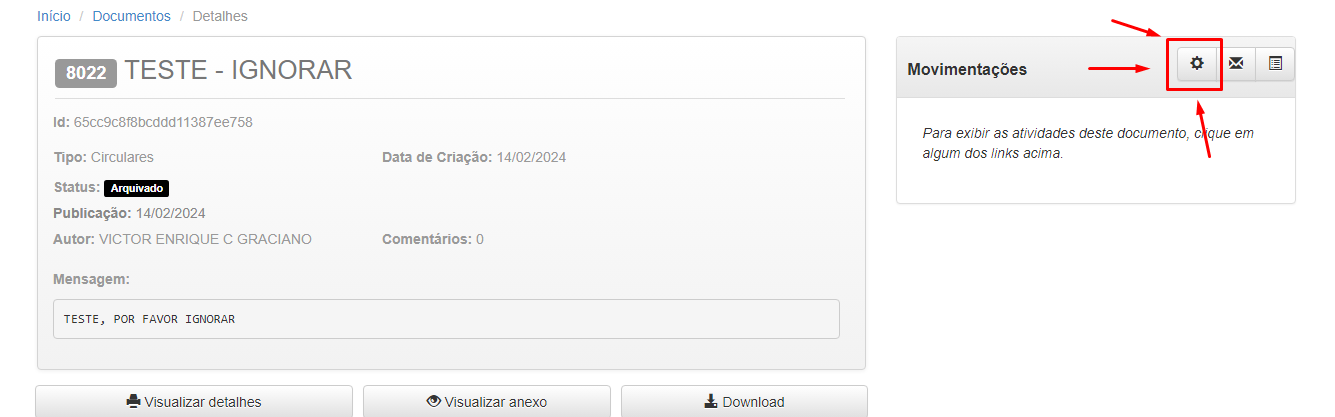 Início / Documentos / Detalhes
8022 TESTE - IGNORAR
Id: 65cc9c8f8bcddd11387ee758
Tipo: Circulares
Data de Criação: 14/02/2024
Status: Arquivado
Publicação: 14/02/2024
Autor: VICTOR ENRIQUE C GRACIANO
Comentários: 0
Mensagem:
TESTE, POR FAVOR IGNORAR
Visualizar detalhes
Visualizar anexo
Download
Movimentações
Para exibir as atividades deste documento, clique em
algum dos links acima.